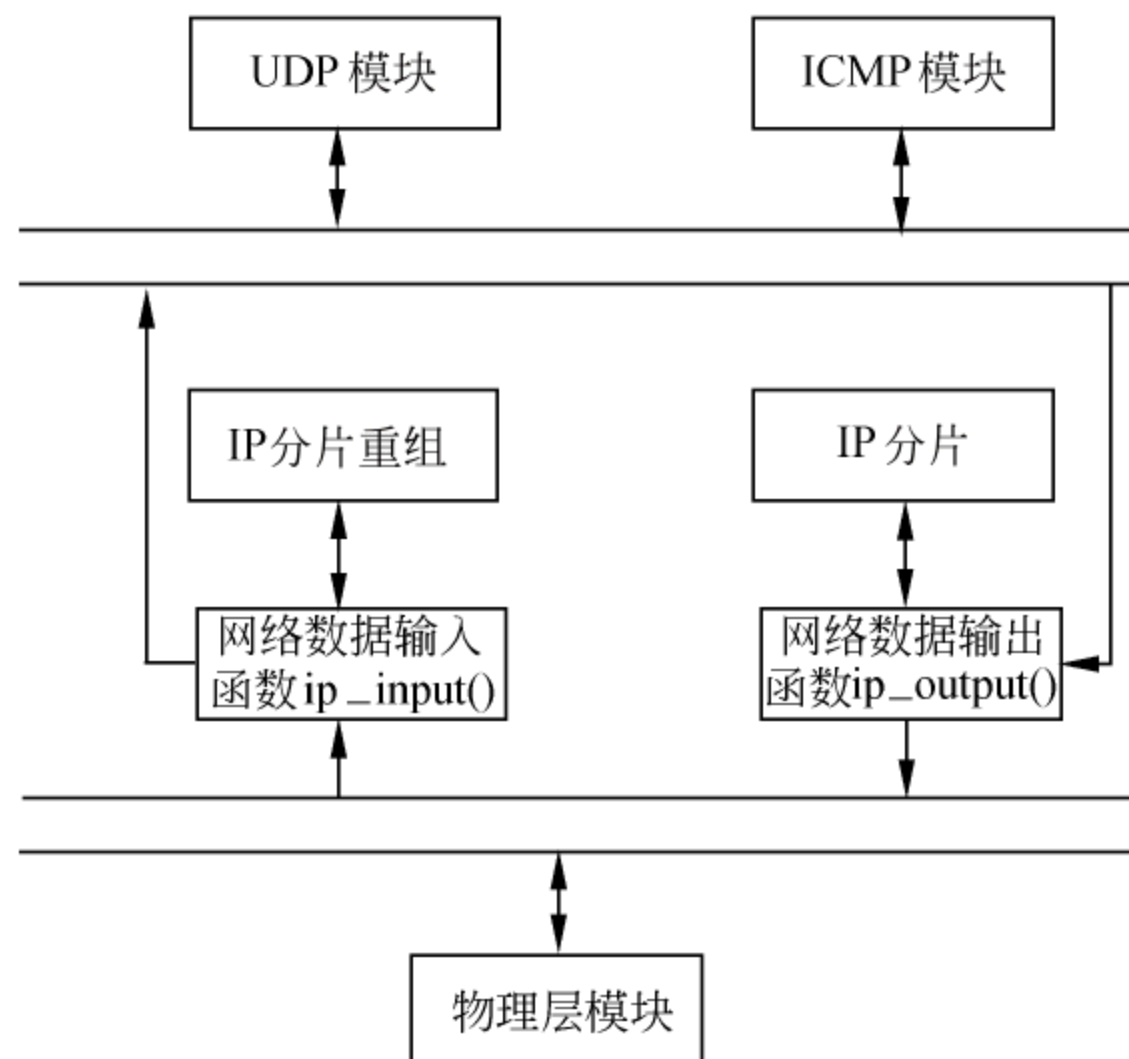 UDP 模块
ICMP 模块
IP分片重组
IP 分片
网络数据输入
函数ip_input()
网络数据输出
函数ip_output()
物理层模块